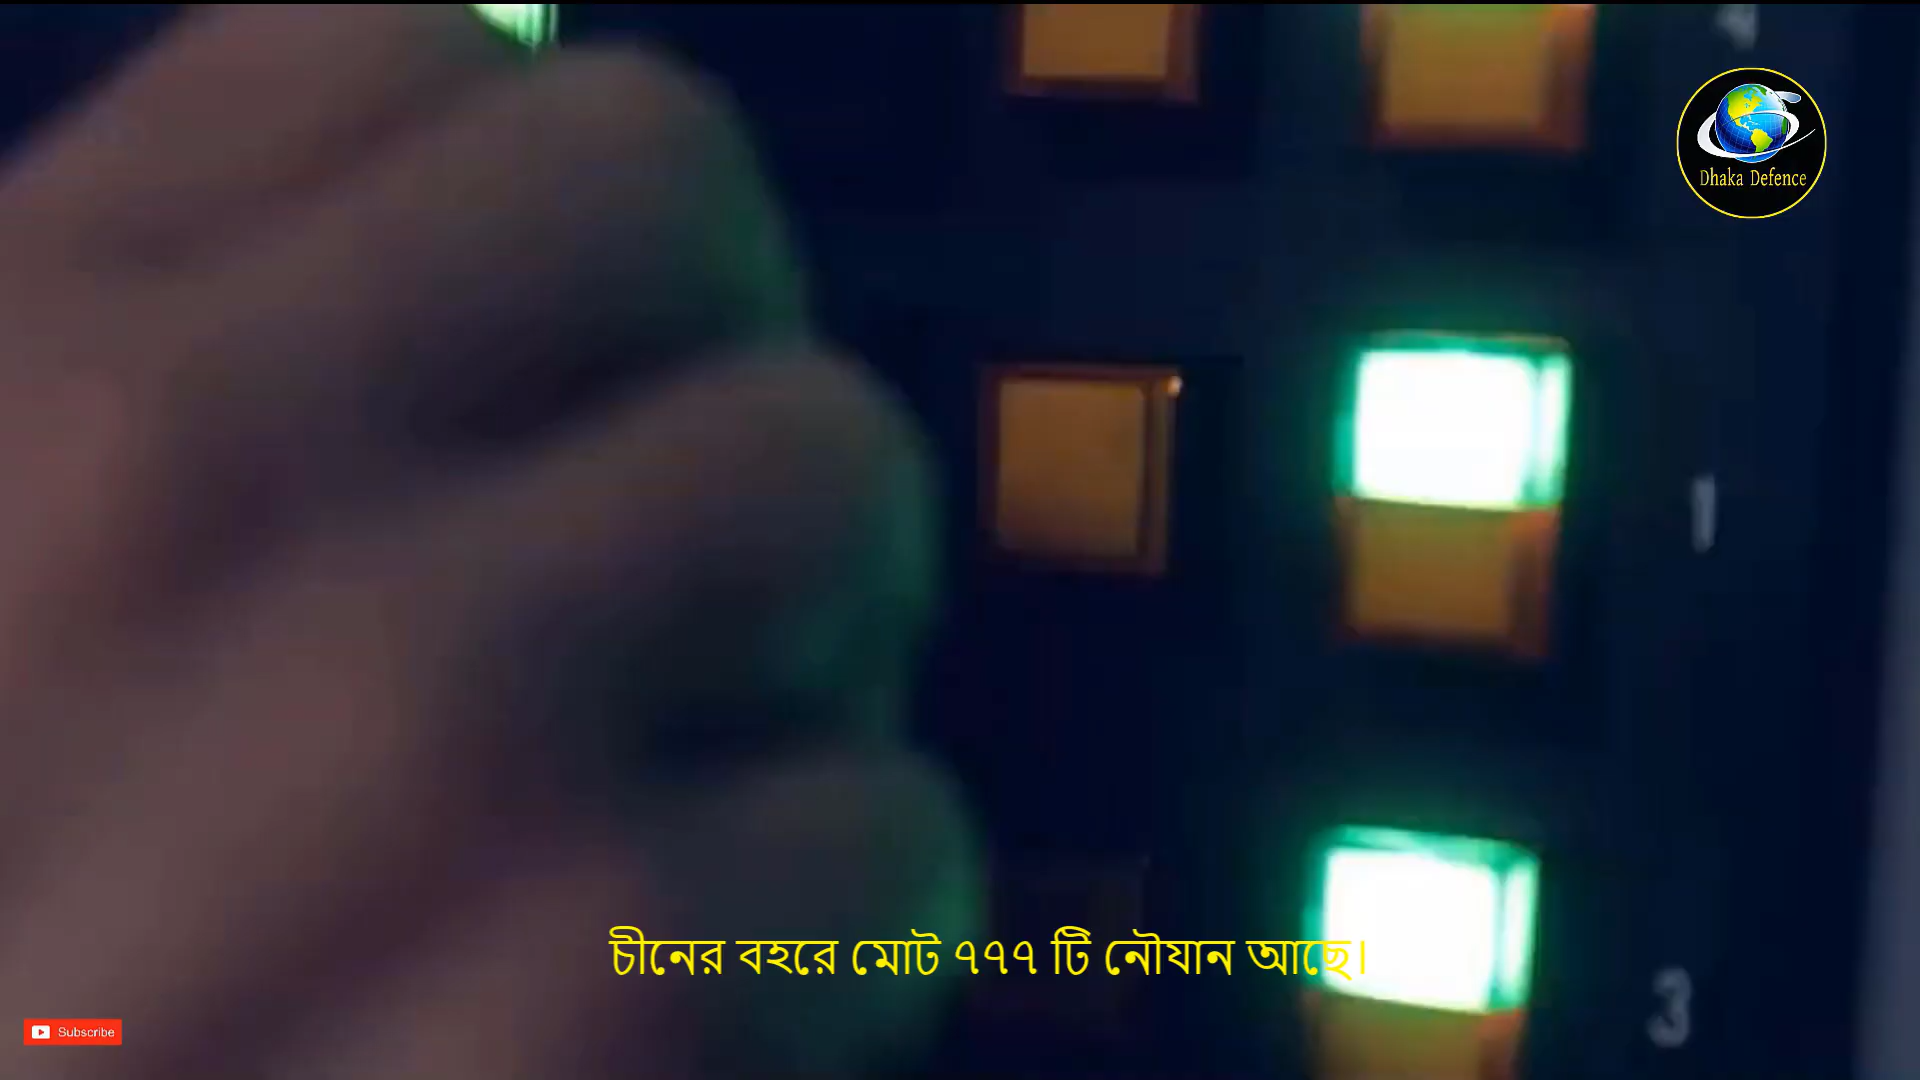 Dhaka Defence
1
চীনের বহরে মোট ৭৭৭ টি নৌযান আছে।
3
Subscribe